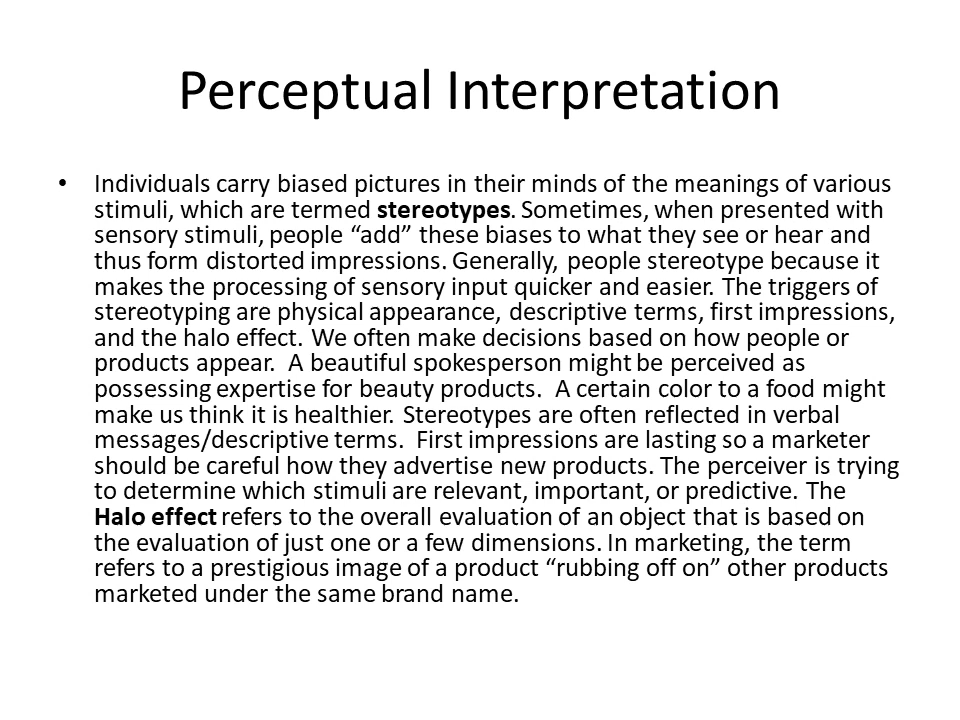 Perceptual Interpretation
• Individuals carry biased pictures in their minds of the meanings of various
stimuli, which are termed stereotypes. Sometimes, when presented with
sensory stimuli, people “add” these biases to what they see or hear and
thus form distorted impressions. Generally, people stereotype because it
makes the processing of sensory input quicker and easier. The triggers of
stereotyping are physical appearance, descriptive terms, first impressions,
and the halo effect. We often make decisions based on how people or
products appear.  A beautiful spokesperson might be perceived as
possessing expertise for beauty products.  A certain color to a food might
make us think it is healthier. Stereotypes are often reflected in verbal
messages/descriptive terms.  First impressions are lasting so a marketer
should be careful how they advertise new products. The perceiver is trying
to determine which stimuli are relevant, important, or predictive. The
Halo effect refers to the overall evaluation of an object that is based on
the evaluation of just one or a few dimensions. In marketing, the term
refers to a prestigious image of a product “rubbing off on” other products
marketed under the same brand name.